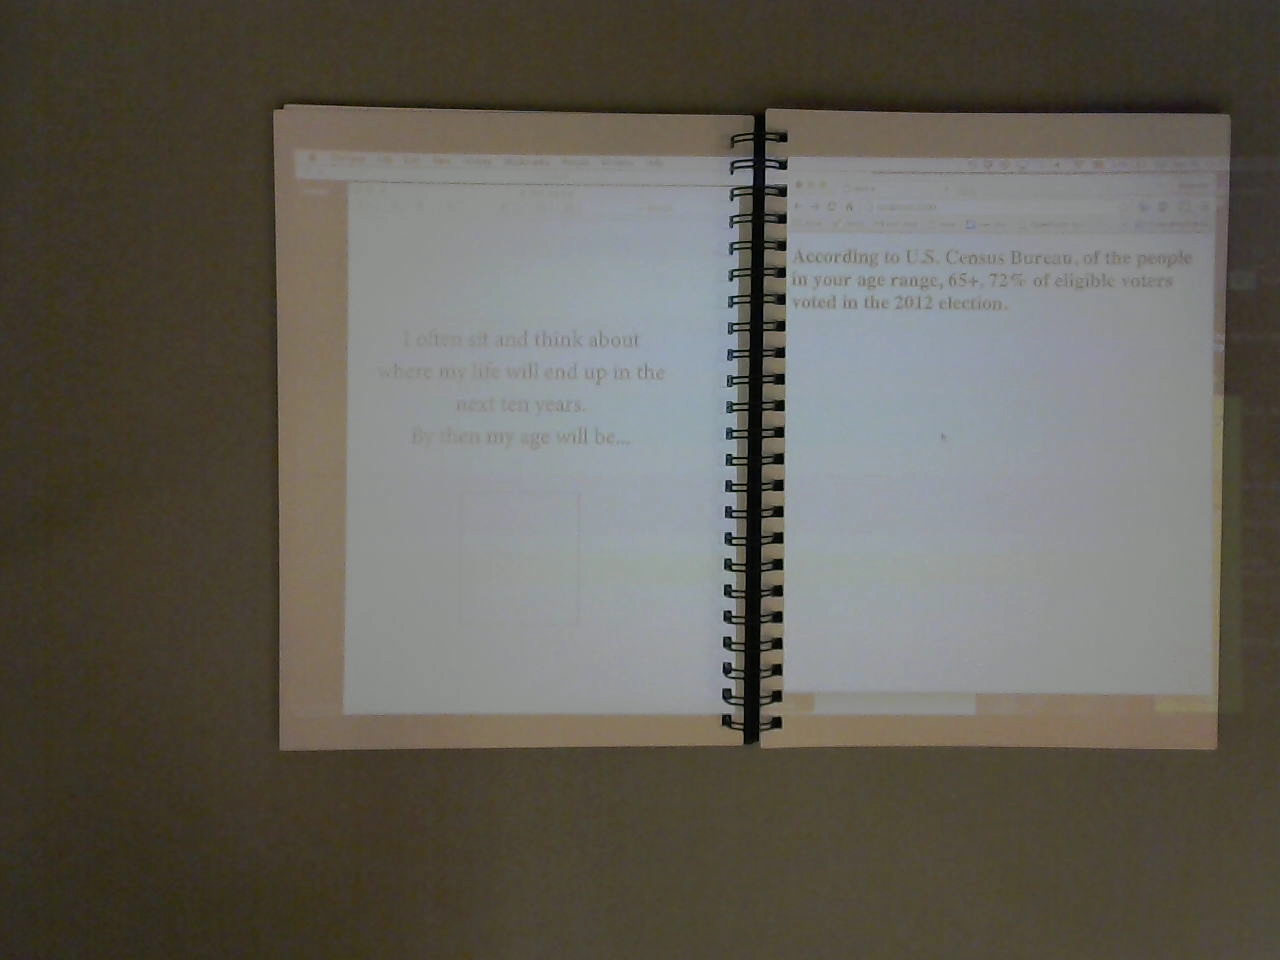 I often sit and think about
where my life will end up in the
next ten years.
By then my age will be...
According to U.S. Census Bureau, of the people
in your age range, 65+, 72% of eligible voters
voted in the 2012 election.